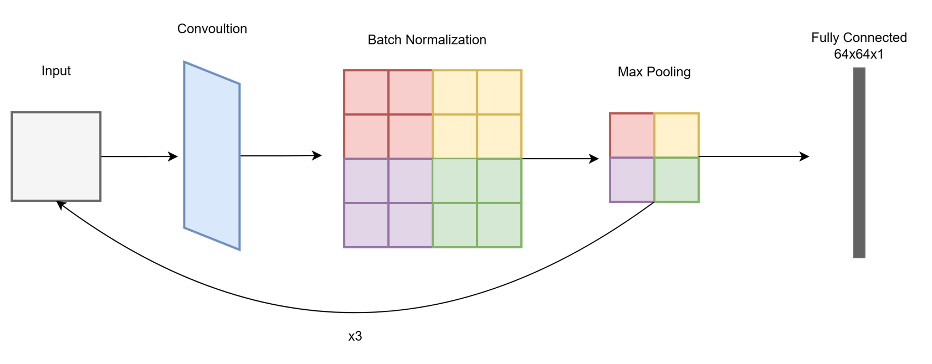 Input
Convoultion
Batch Normalization
Max Pooling
Fully Connected
64x64x1
x3